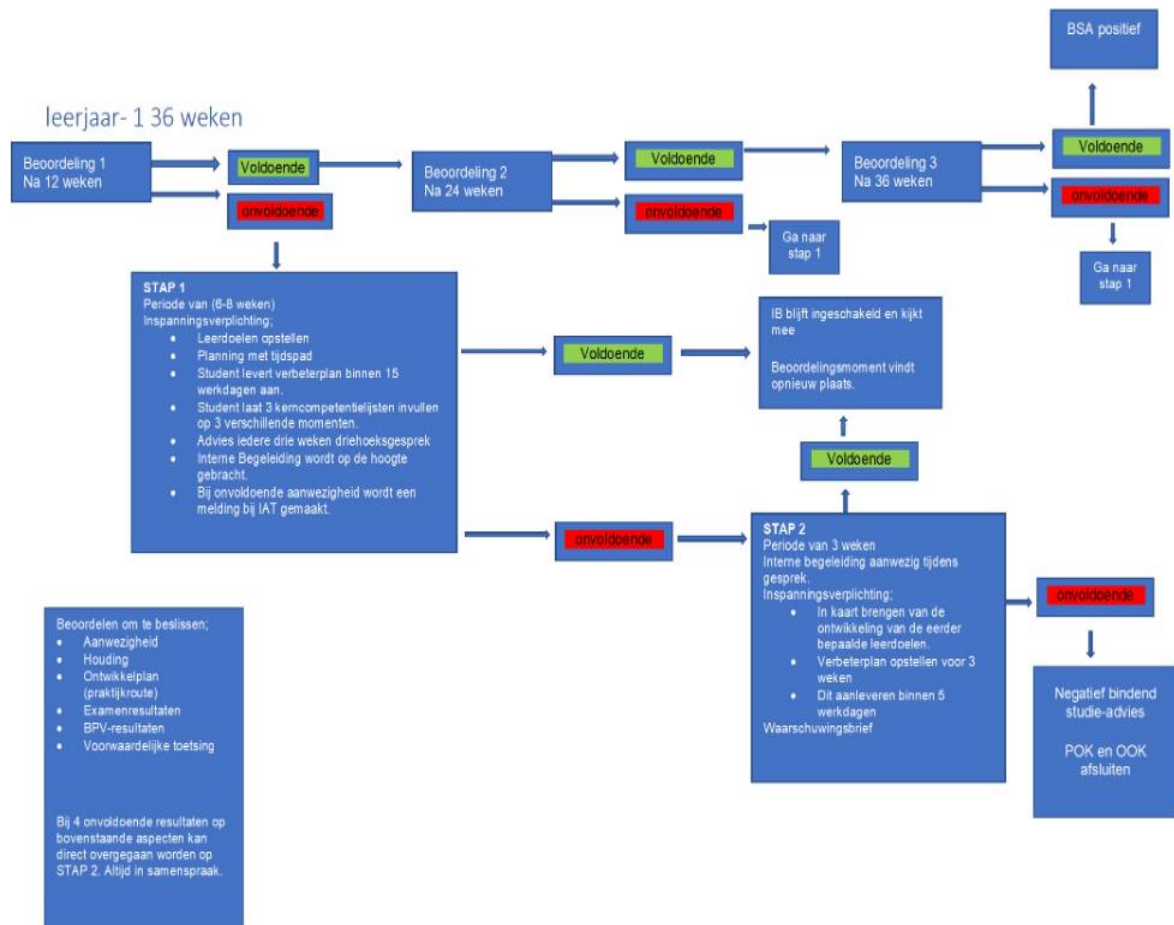 BSA positief
leerjaar- 1 36 weken
Beoordeling 1
Na 12 weken
Voldoende
onvoldoende
Beoordeling 2
Na 24 weken
Voldoende
onvoldoende
Ga naar
stap 1
Beoordeling 3
Na 36 weken
Voldoende
onvoldoende
Ga naar
stap 1
STAP 1
Periode van (6-8 weken)
Inspanningsverplichting;
• Leerdoelen opstellen
• Planning met tijdspad
• Student levert verbeterplan binnen 15
werkdagen aan.
• Student laat 3 kerncompetentielijsten invullen
op 3 verschillende momenten.
• Advies iedere drie weken driehoeksgesprek
• Interne Begeleiding wordt op de hoogte
gebracht.
• Bij onvoldoende aanwezigheid wordt een
melding bij IAT gemaakt.
Voldoende
IB blijft ingeschakeld en kijkt
mee
Beoordelingsmoment vindt
opnieuw plaats.
Voldoende
onvoldoende
STAP 2
Periode van 3 weken
Interne begeleiding aanwezig tijdens
gesprek.
Inspanningsverplichting;
• In kaart brengen van de
ontwikkeling van de eerder
bepaalde leerdoelen.
• Verbeterplan opstellen voor 3
weken
• Dit aanleveren binnen 5
werkdagen
Waarschuwingsbrief
onvoldoende
Negatief bindend
studie-advies
POK en OOK
afsluiten
Beoordelen om te beslissen;
• Aanwezigheid
• Houding
• Ontwikkelplan
(praktijkroute)
• Examenresultaten
• BPV-resultaten
• Voorwaardelijke toetsing
Bij 4 onvoldoende resultaten op
bovenstaande aspecten kan
direct overgegaan worden op
STAP 2. Altijd in samenspraak.